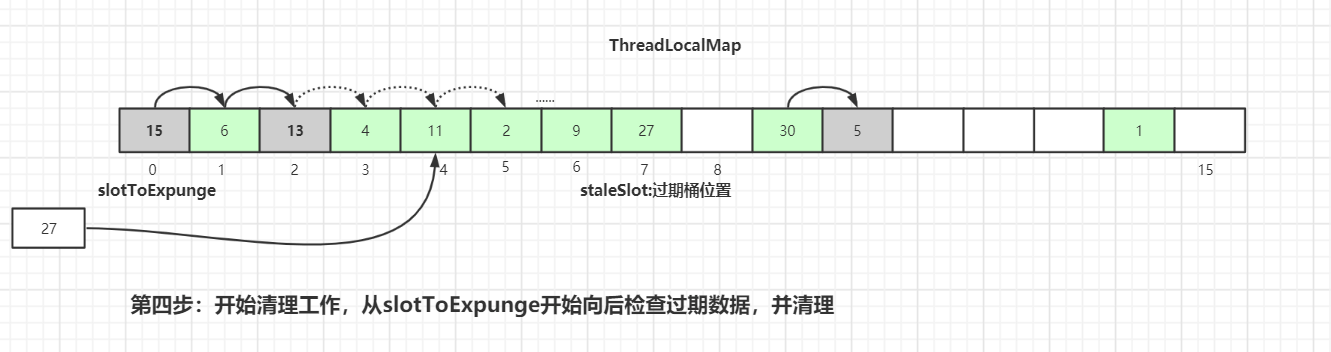 ThreadLocalMap
......
15 6 13 4 11 2 9 27 30 5 1
0 1 2 3 4 5 6 7 8 15
slotToExpunge staleSlot:过期桶位置
27
第四步：开始清理工作，从slotToExpunge开始向后检查过期数据，并清理